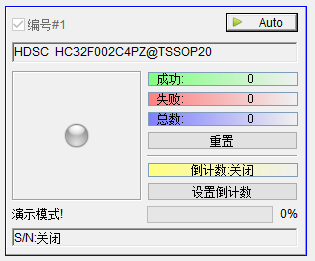 编号#1
Auto
HDSC HC32F002C4PZ@TSSOP20
成功: 0
失败: 0
总数: 0
重置
倒计数:关闭
设置倒计数
演示模式! 0%
S/N:关闭